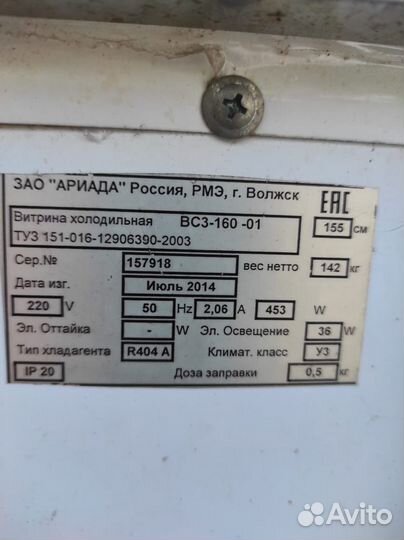 ЗАО "АРИАДА" Россия, РМЭ, г. Волжск EAC
Витрина холодильная ВС3-160 -01 155 см
ТУЗ 151-016-12906390-2003
Сер.№ 157918 вес нетто 142 кг
Дата изг. Июль 2014
220 V 50 Hz 2,06 A 453 W
Эл. Оттайка - W Эл. Освещение 36 W
Тип хладагента R404 A Климат. класс У3
IP 20 Доза заправки 0,5 кг
Avito